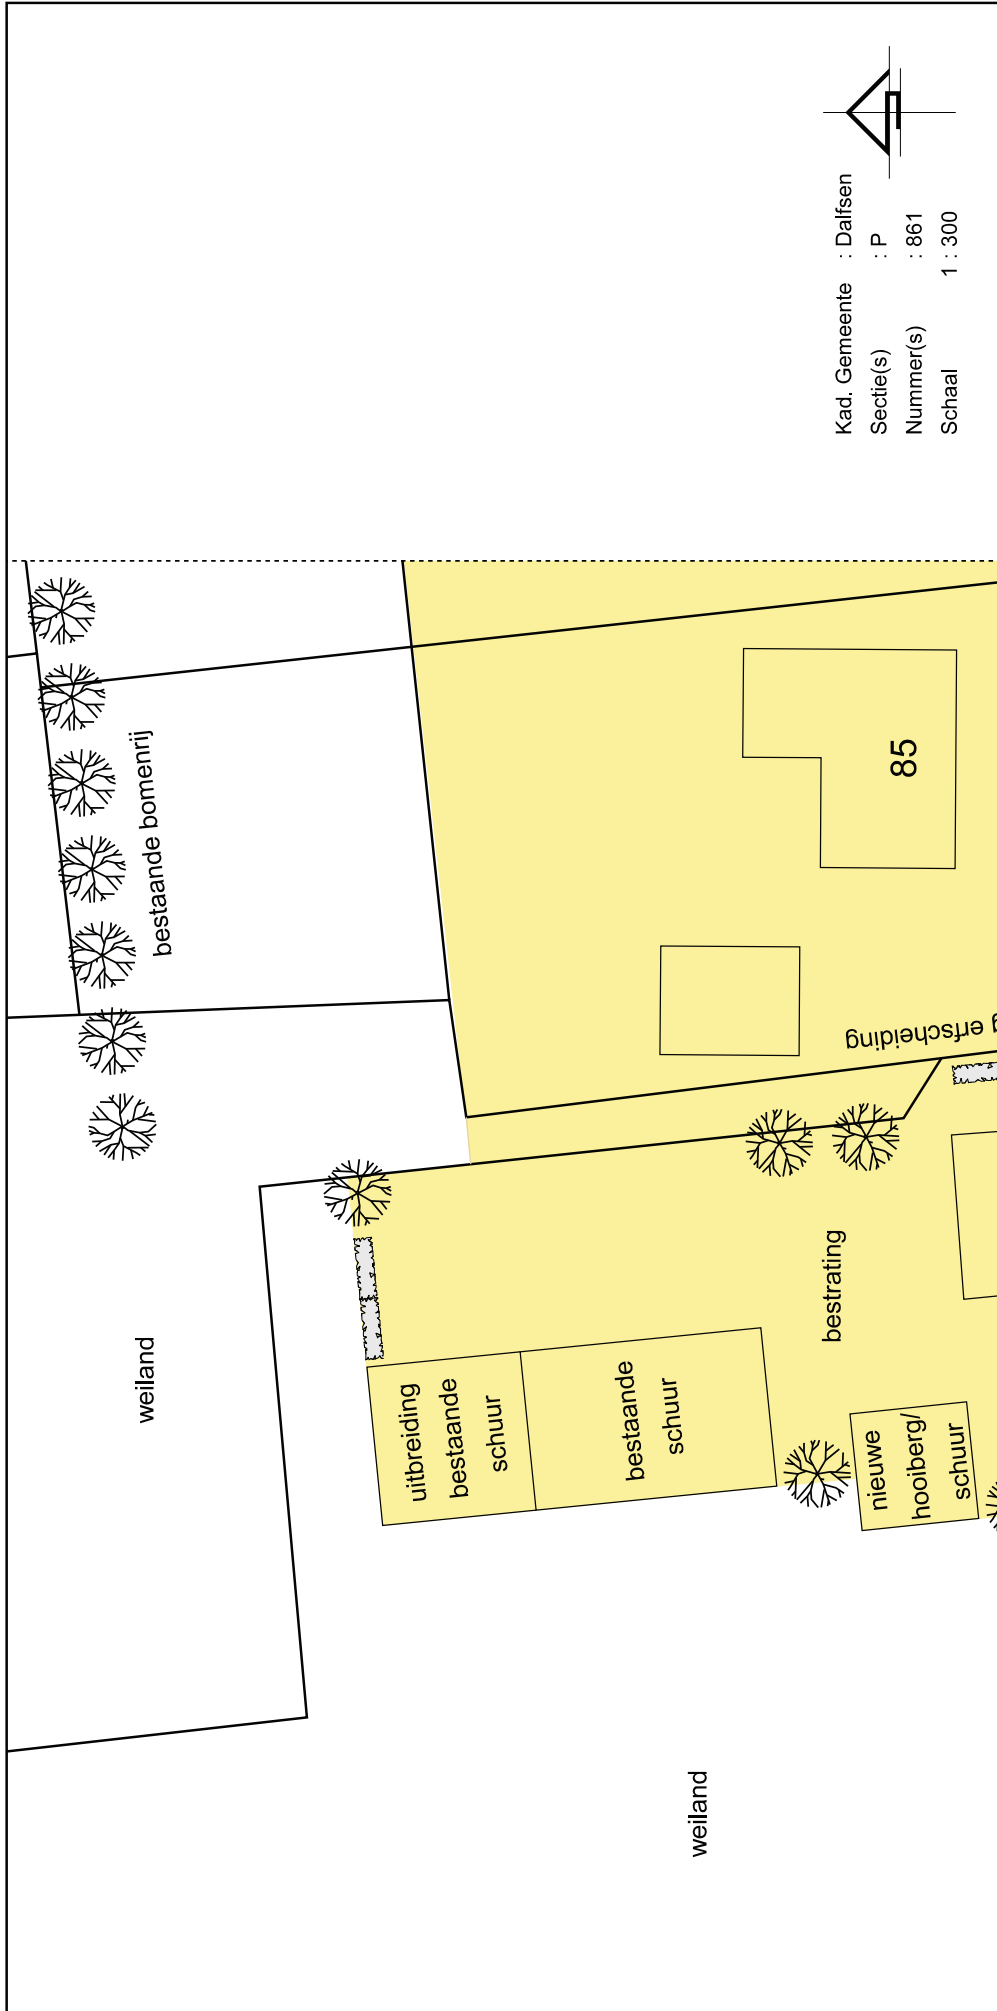 Kad. Gemeente : Dalfsen
Sectie(s) : P
Nummer(s) : 861
Schaal 1 : 300
bestaande bomenrij
85
erfscheiding
weiland
uitbreiding
bestaande
schuur
bestaande
schuur
bestrating
nieuwe
hooiberg/
schuur
weiland